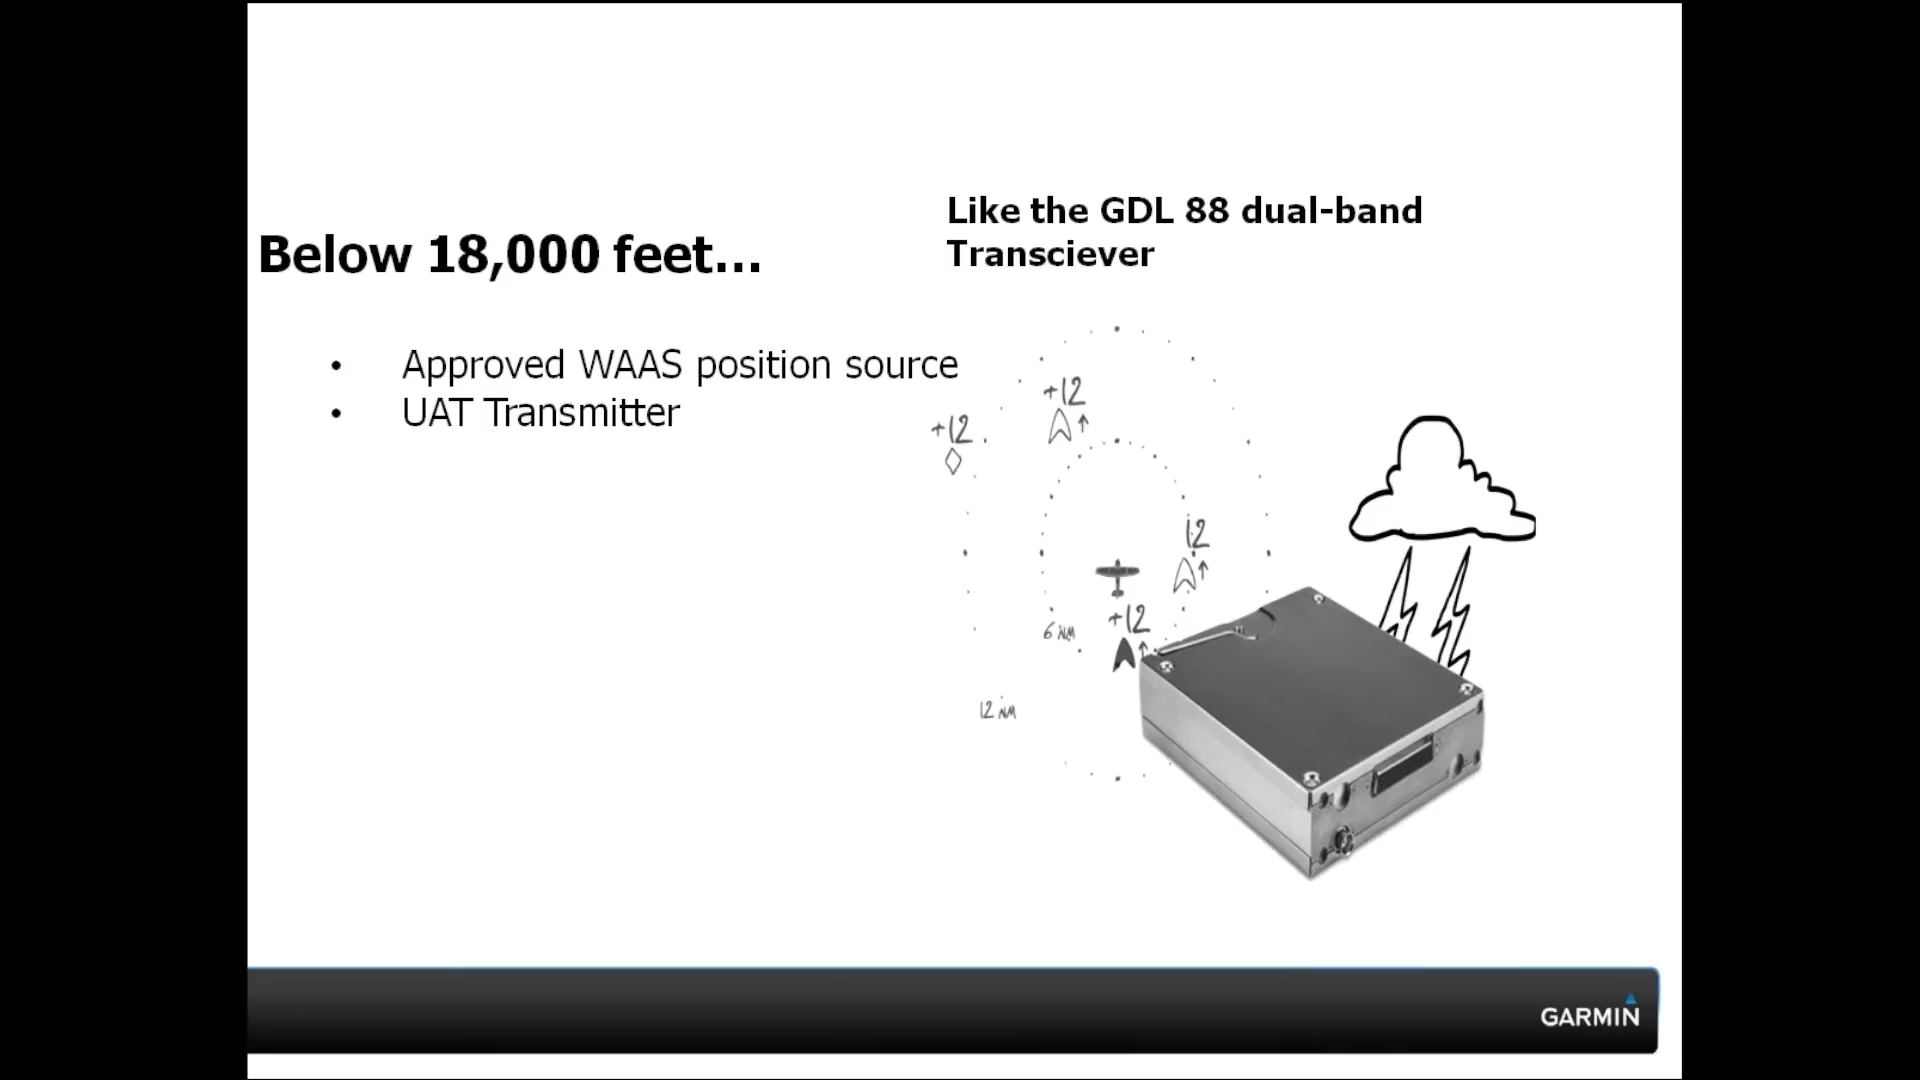 Like the GDL 88 dual-band
Transciever
Below 18,000 feet...
• Approved WAAS position source
• UAT Transmitter
+12
+12
12
+12
6 NM
12 NM
GARMIN